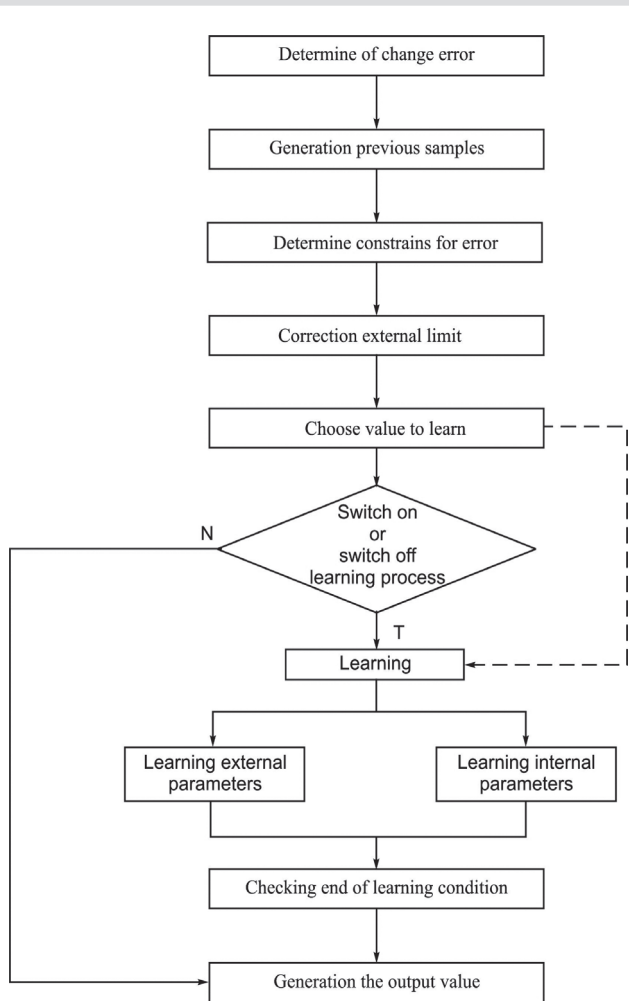 Determine of change error
Generation previous samples
Determine constrains for error
Correction external limit
Choose value to learn
Switch on
or
switch off
learning process
N
T
Learning
Learning external
parameters
Learning internal
parameters
Checking end of learning condition
Generation the output value